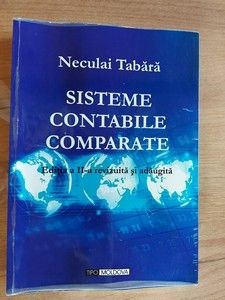 Neculai Tabără
SISTEME
CONTABILE
COMPARATE
Ediția a II-a revizuită și adăugită
TIPO MOLDOVA